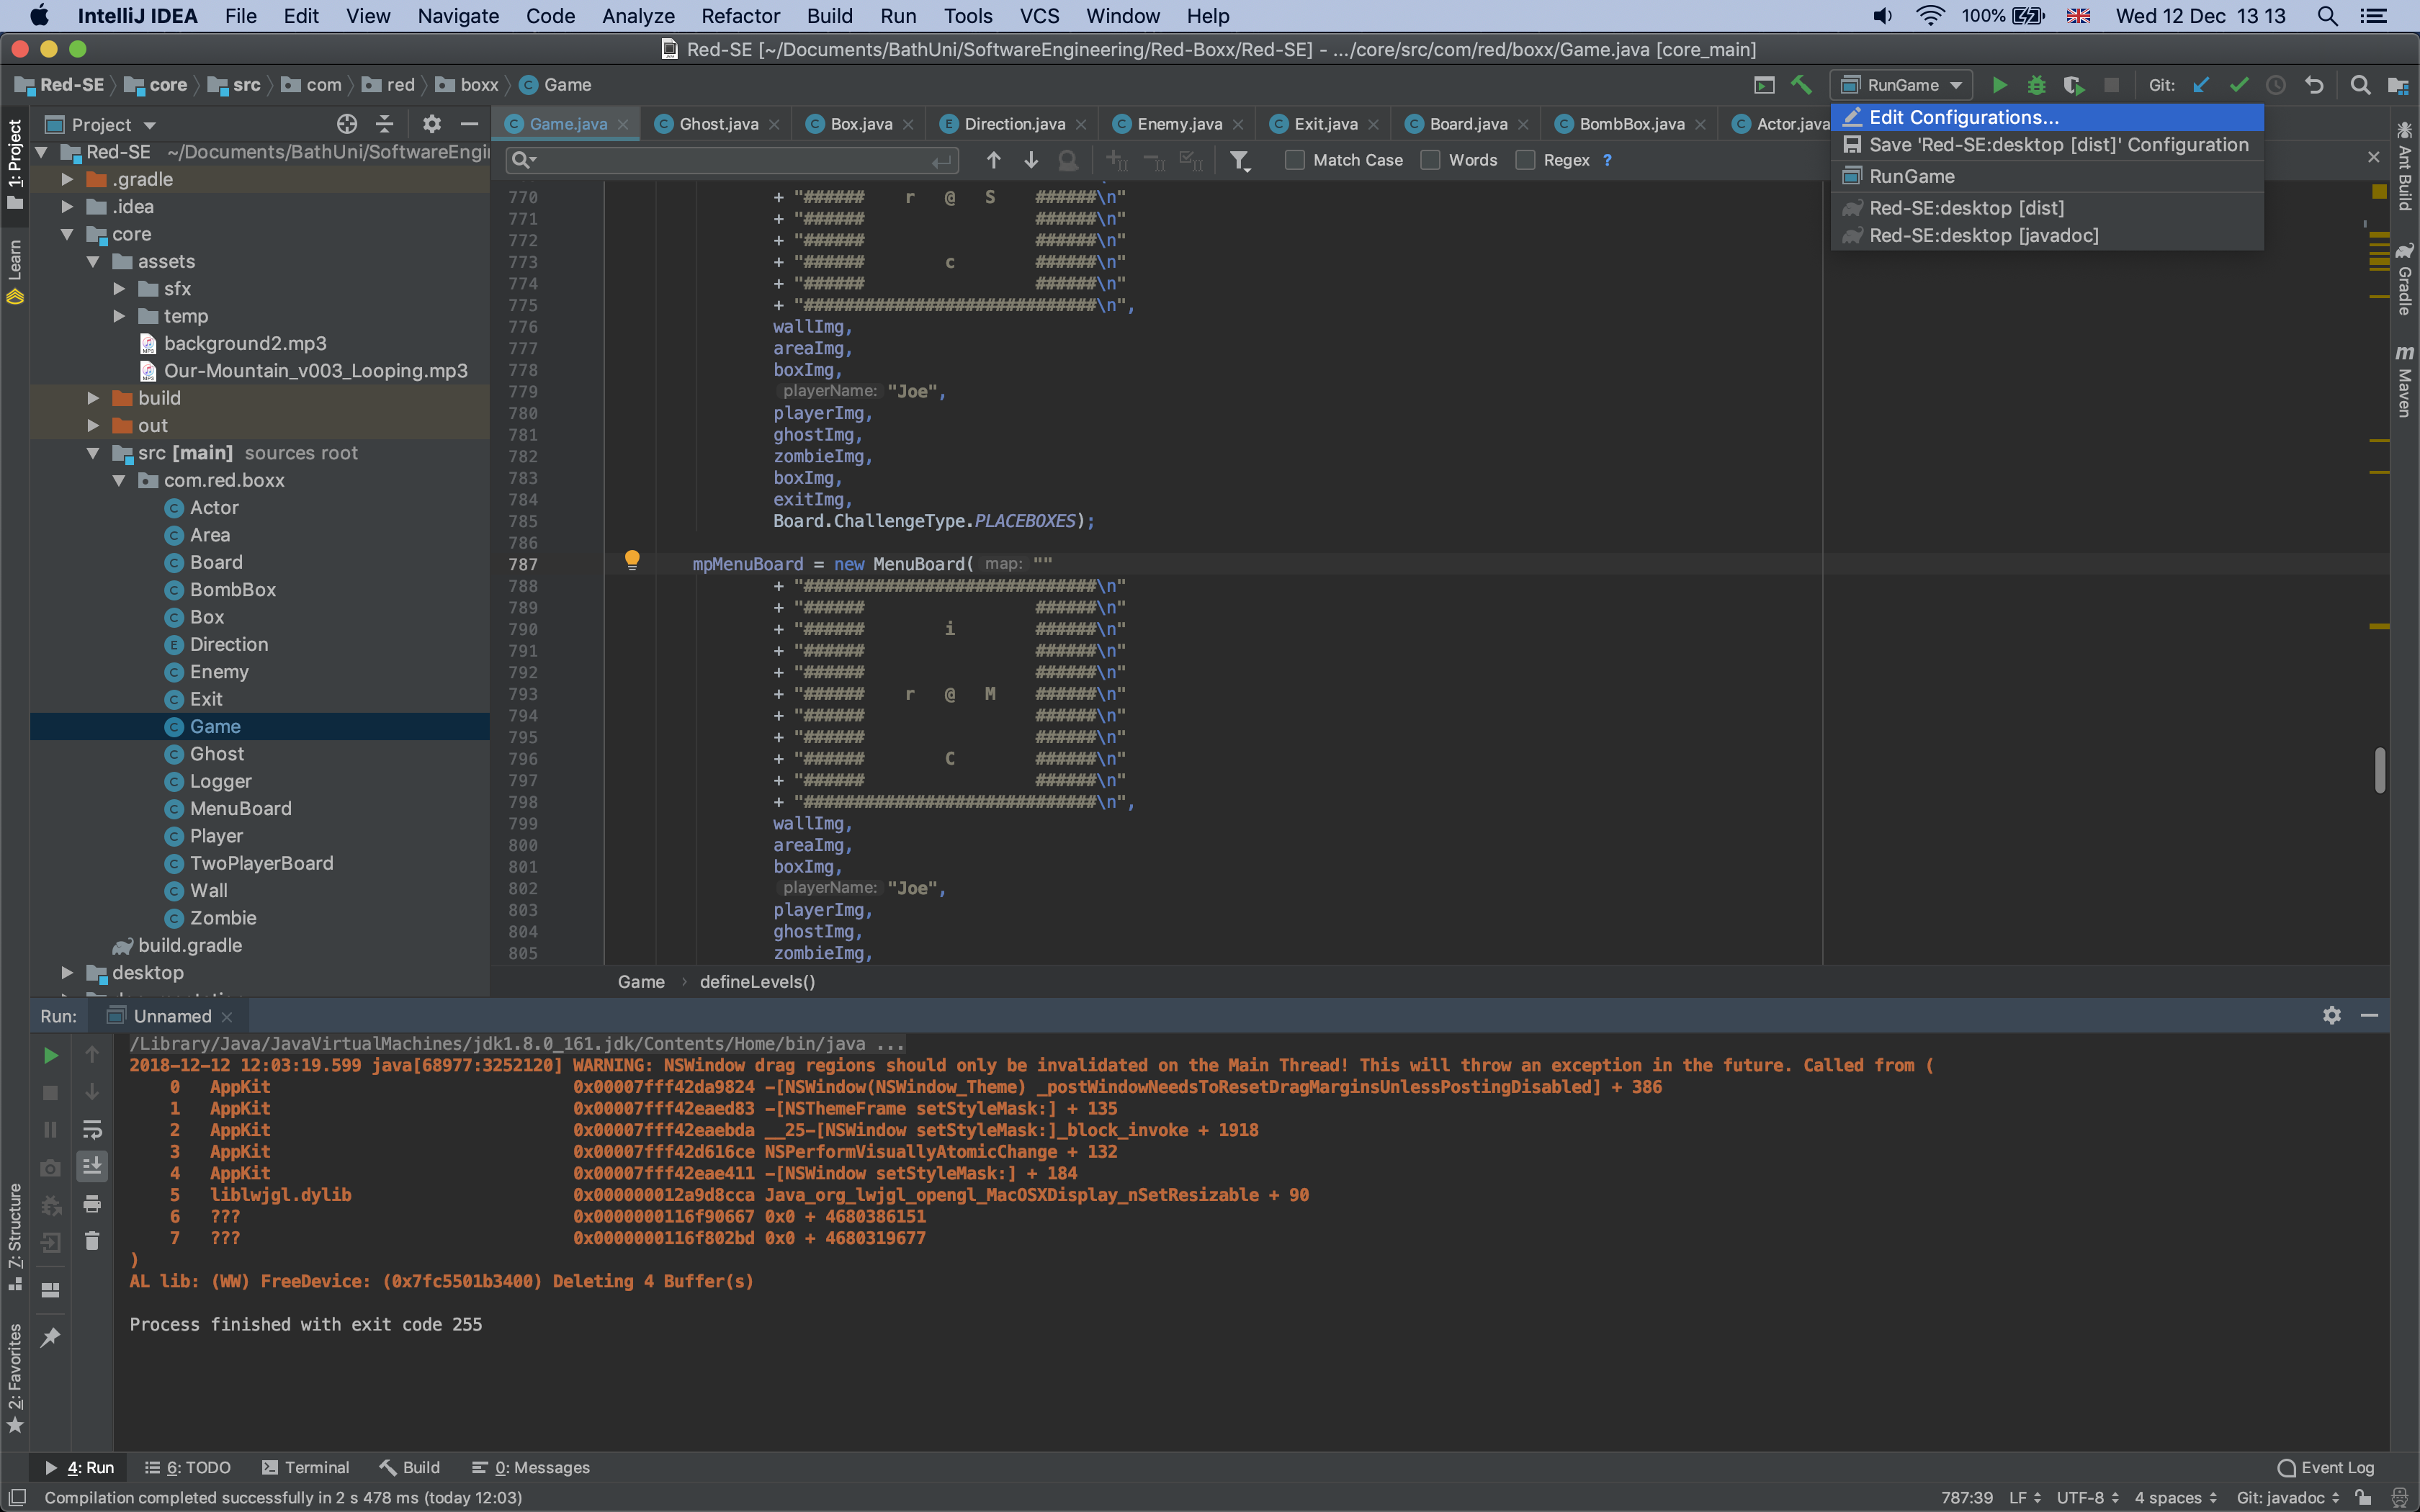 IntelliJ IDEA File Edit View Navigate Code Analyze Refactor Build Run Tools VCS Window Help 100% Wed 12 Dec 13 13
Red-SE [~/Documents/BathUni/SoftwareEngineering/Red-Boxx/Red-SE] - .../core/src/com/red/boxx/Game.java [core_main]
Red-SE core src com red boxx Game RunGame Git:
Project Game.java Ghost.java Box.java Direction.java Enemy.java Exit.java Board.java BombBox.java Actor.java
Edit Configurations...
Save 'Red-SE:desktop [dist]' Configuration
RunGame
Red-SE:desktop [dist]
Red-SE:desktop [javadoc]
Match Case Words Regex ?
1: Project
Learn
7: Structure
2: Favorites
Ant Build
Gradle
Maven
Red-SE ~/Documents/BathUni/SoftwareEngi
.gradle
.idea
core
assets
sfx
temp
background2.mp3
Our-Mountain_v003_Looping.mp3
build
out
src [main] sources root
com.red.boxx
Actor
Area
Board
BombBox
Box
Direction
Enemy
Exit
Game
Ghost
Logger
MenuBoard
Player
TwoPlayerBoard
Wall
Zombie
build.gradle
desktop
770 + "######    r   @   S    ######\n"
771 + "######                 ######\n"
772 + "######                 ######\n"
773 + "######        c        ######\n"
774 + "######                 ######\n"
775 + "#############################\n",
776 wallImg,
777 areaImg,
778 boxImg,
779 playerName: "Joe",
780 playerImg,
781 ghostImg,
782 zombieImg,
783 boxImg,
784 exitImg,
785 Board.ChallengeType.PLACEBOXES);
786
787 mpMenuBoard = new MenuBoard( map: ""
788 + "#############################\n"
789 + "######                 ######\n"
790 + "######        i        ######\n"
791 + "######                 ######\n"
792 + "######                 ######\n"
793 + "######    r   @   M    ######\n"
794 + "######                 ######\n"
795 + "######                 ######\n"
796 + "######        C        ######\n"
797 + "######                 ######\n"
798 + "#############################\n",
799 wallImg,
800 areaImg,
801 boxImg,
802 playerName: "Joe",
803 playerImg,
804 ghostImg,
805 zombieImg,
Game defineLevels()
Run: Unnamed
/Library/Java/JavaVirtualMachines/jdk1.8.0_161.jdk/Contents/Home/bin/java ...
2018-12-12 12:03:19.599 java[68977:3252120] WARNING: NSWindow drag regions should only be invalidated on the Main Thread! This will throw an exception in the future. Called from (
0 AppKit 0x00007fff42da9824 -[NSWindow(NSWindow_Theme) _postWindowNeedsToResetDragMarginsUnlessPostingDisabled] + 386
1 AppKit 0x00007fff42eaed83 -[NSThemeFrame setStyleMask:] + 135
2 AppKit 0x00007fff42eaebda __25-[NSWindow setStyleMask:]_block_invoke + 1918
3 AppKit 0x00007fff42d616ce NSPerformVisuallyAtomicChange + 132
4 AppKit 0x00007fff42eae411 -[NSWindow setStyleMask:] + 184
5 liblwjgl.dylib 0x000000012a9d8cca Java_org_lwjgl_opengl_MacOSXDisplay_nSetResizable + 90
6 ??? 0x0000000116f90667 0x0 + 4680386151
7 ??? 0x0000000116f802bd 0x0 + 4680319677
)
AL lib: (WW) FreeDevice: (0x7fc5501b3400) Deleting 4 Buffer(s)
Process finished with exit code 255
4: Run 6: TODO Terminal Build 0: Messages Event Log
Compilation completed successfully in 2 s 478 ms (today 12:03) 787:39 LF UTF-8 4 spaces Git: javadoc